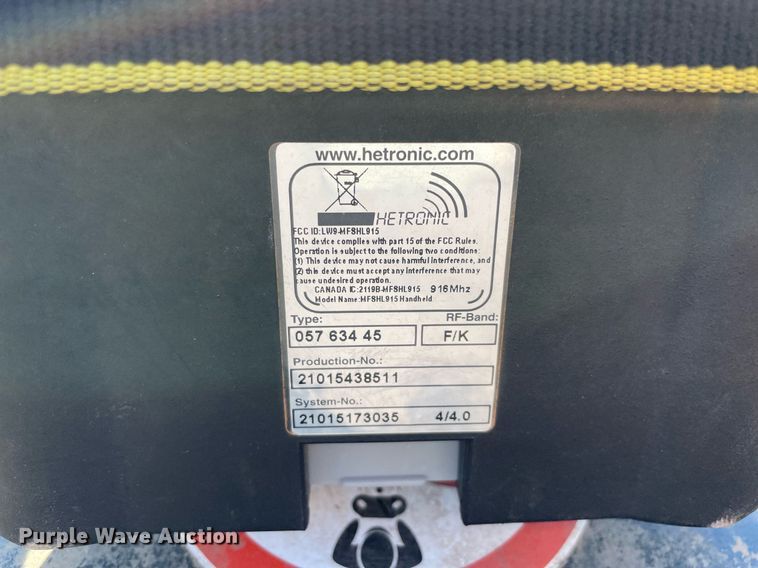 www.hetronic.com
HETRONIC
FCC ID:LW9-MFSHL915
This device complies with part 15 of the FCC Rules.
Operation is subject to the following two conditions:
(1) This device may not cause harmful interference, and
(2) this device must accept any interference that may
cause undesired operation.
CANADA IC:2119B-MFSHL915 916Mhz
Model Name:MFSHL915 Handheld
Type: RF-Band:
057 634 45 F/K
Production-No.:
21015438511
System-No.:
21015173035 4/4.0
Purple Wave Auction